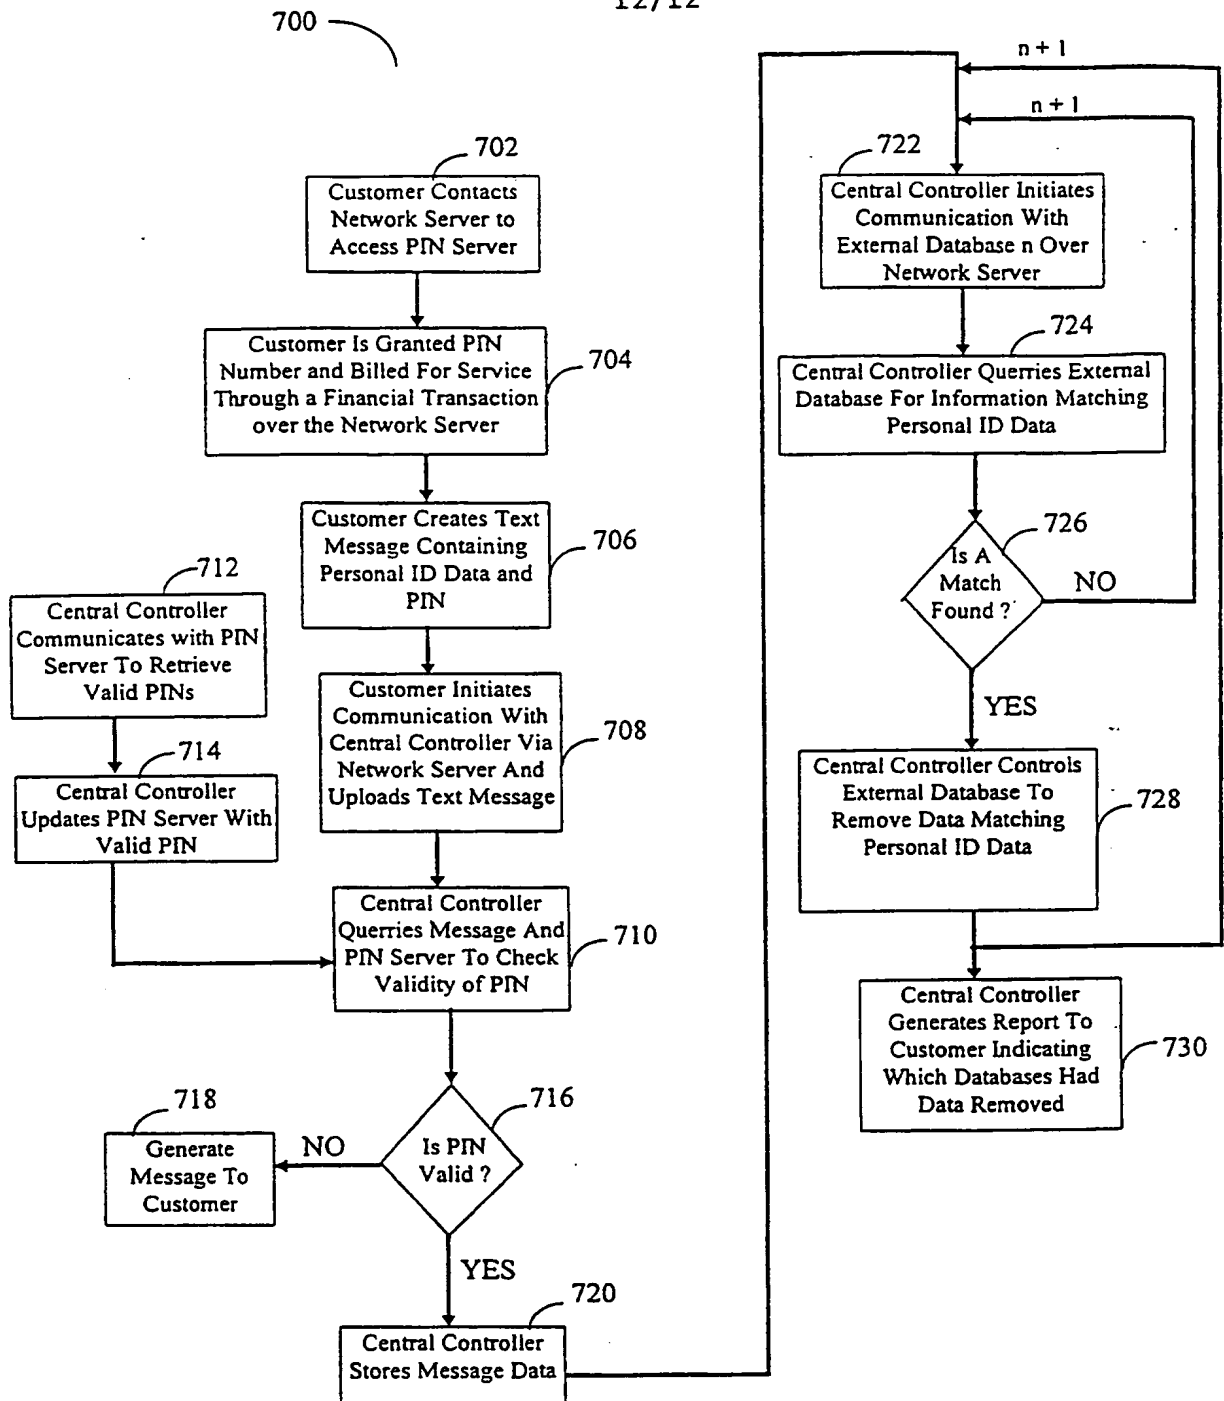 12/12
700
702
Customer Contacts
Network Server to
Access PIN Server
Customer Is Granted PIN
Number and Billed For Service
Through a Financial Transaction
over the Network Server
704
Customer Creates Text
Message Containing
Personal ID Data and
PIN
706
712
Central Controller
Communicates with PIN
Server To Retrieve
Valid PINs
714
Central Controller
Updates PIN Server With
Valid PIN
Customer Initiates
Communication With
Central Controller Via
Network Server And
Uploads Text Message
708
Central Controller
Querries Message And
PIN Server To Check
Validity of PIN
710
716
Is PIN
Valid ?
NO
718
Generate
Message To
Customer
YES
720
Central Controller
Stores Message Data
n + 1
n + 1
722
Central Controller Initiates
Communication With
External Database n Over
Network Server
724
Central Controller Querries External
Database For Information Matching
Personal ID Data
726
Is A
Match
Found ?
NO
YES
Central Controller Controls
External Database To
Remove Data Matching
Personal ID Data
728
Central Controller
Generates Report To
Customer Indicating
Which Databases Had
Data Removed
730